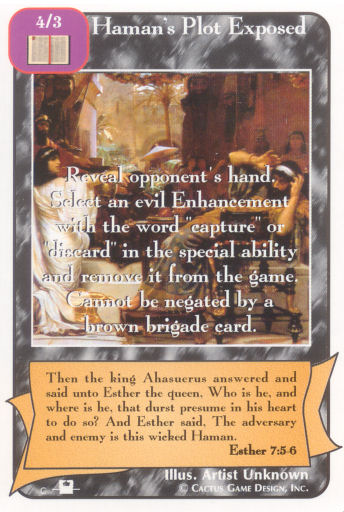 4/3
Haman's Plot Exposed
Reveal opponent's hand.
Select an evil Enhancement
with the word "capture" or
"discard" in the special ability
and remove it from the game.
Cannot be negated by a
brown brigade card.
Then the king Ahasuerus answered and
said unto Esther the queen, Who is he, and
where is he, that durst presume in his heart
to do so? And Esther said, The adversary
and enemy is this wicked Haman.
Esther 7:5-6
Illus. Artist Unknown
© Cactus Game Design, Inc.
C